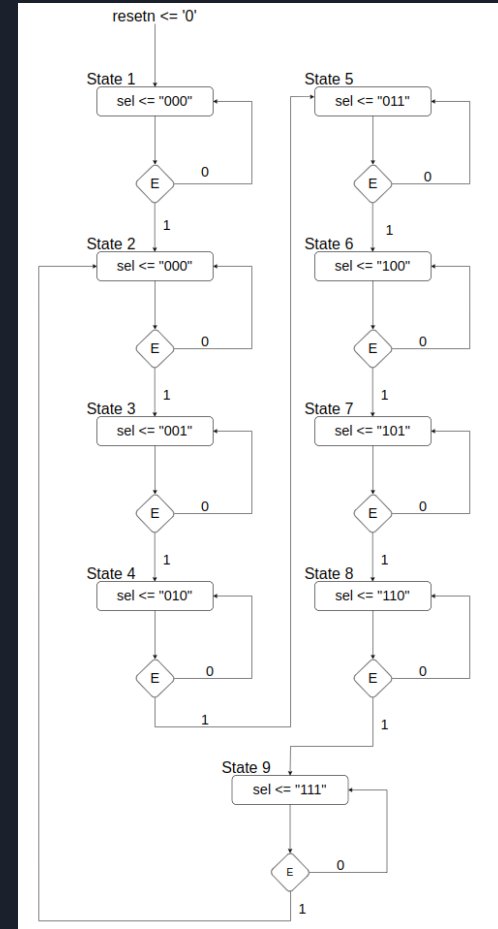 resetn <= '0'
State 1
sel <= "000"
E
0
1
State 2
sel <= "000"
E
0
1
State 3
sel <= "001"
E
0
1
State 4
sel <= "010"
E
0
1
State 5
sel <= "011"
E
0
1
State 6
sel <= "100"
E
0
1
State 7
sel <= "101"
E
0
1
State 8
sel <= "110"
E
0
1
State 9
sel <= "111"
E
0
1